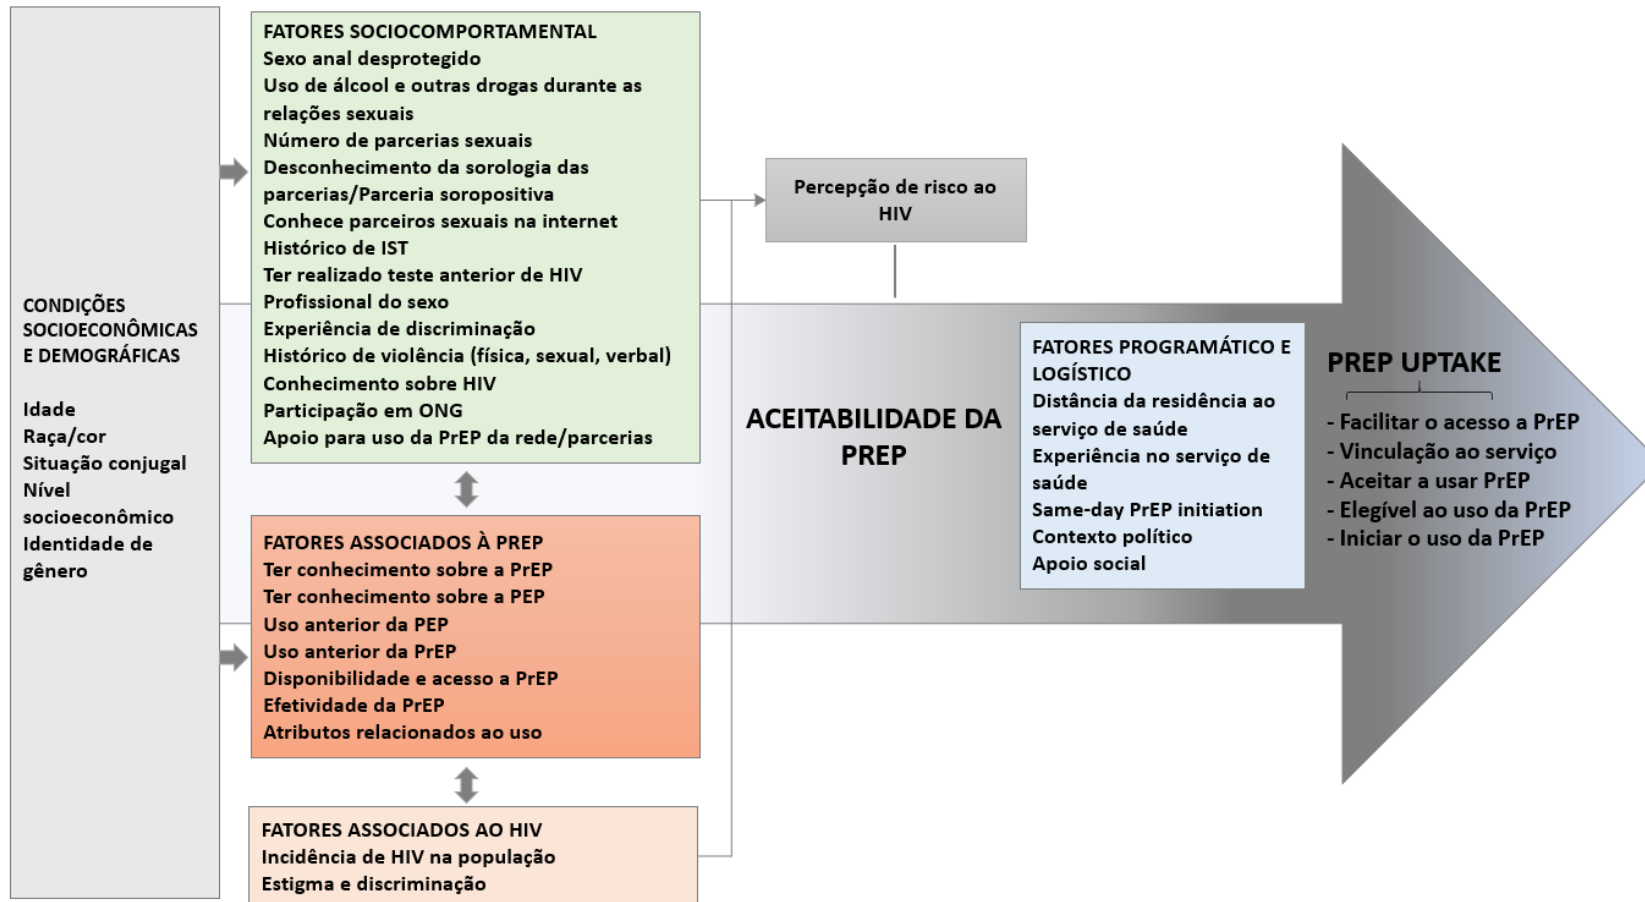 CONDIÇÕES
SOCIOECONÔMICAS
E DEMOGRÁFICAS
Idade
Raça/cor
Situação conjugal
Nível
socioeconômico
Identidade de
gênero
FATORES SOCIOCOMPORTAMENTAL
Sexo anal desprotegido
Uso de álcool e outras drogas durante as
relações sexuais
Número de parcerias sexuais
Desconhecimento da sorologia das
parcerias/Parceria soropositiva
Conhece parceiros sexuais na internet
Histórico de IST
Ter realizado teste anterior de HIV
Profissional do sexo
Experiência de discriminação
Histórico de violência (física, sexual, verbal)
Conhecimento sobre HIV
Participação em ONG
Apoio para uso da PrEP da rede/parcerias
FATORES ASSOCIADOS À PREP
Ter conhecimento sobre a PrEP
Ter conhecimento sobre a PEP
Uso anterior da PEP
Uso anterior da PrEP
Disponibilidade e acesso a PrEP
Efetividade da PrEP
Atributos relacionados ao uso
FATORES ASSOCIADOS AO HIV
Incidência de HIV na população
Estigma e discriminação
Percepção de risco ao
HIV
ACEITABILIDADE DA
PREP
FATORES PROGRAMÁTICO E
LOGÍSTICO
Distância da residência ao
serviço de saúde
Experiência no serviço de
saúde
Same-day PrEP initiation
Contexto político
Apoio social
PREP UPTAKE
- Facilitar o acesso a PrEP
- Vinculação ao serviço
- Aceitar a usar PrEP
- Elegível ao uso da PrEP
- Iniciar o uso da PrEP